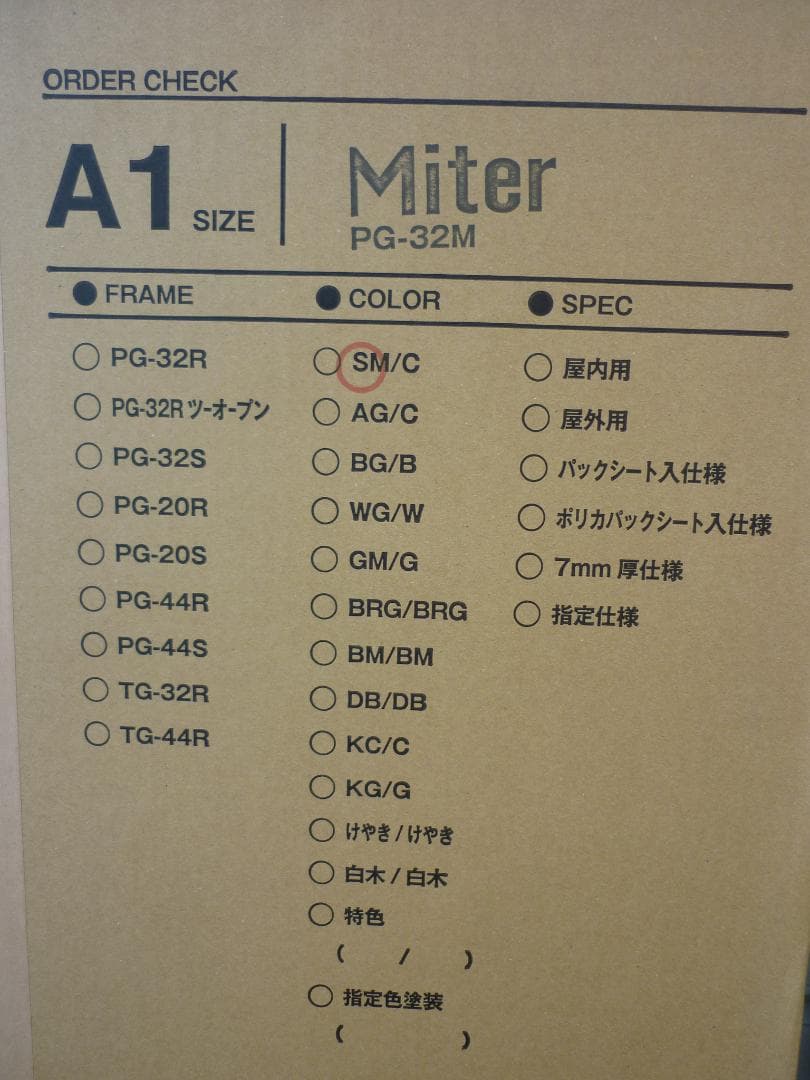 ORDER CHECK
A1 SIZE
Miter
PG-32M
● FRAME
○ PG-32R
○ PG-32R ツーオープン
○ PG-32S
○ PG-20R
○ PG-20S
○ PG-44R
○ PG-44S
○ TG-32R
○ TG-44R
● COLOR
○ SM/C
○ AG/C
○ BG/B
○ WG/W
○ GM/G
○ BRG/BRG
○ BM/BM
○ DB/DB
○ KC/C
○ KG/G
○ けやき / けやき
○ 白木 / 白木
○ 特色
( / )
○ 指定色塗装
( )
● SPEC
○ 屋内用
○ 屋外用
○ バックシート入仕様
○ ポリカバックシート入仕様
○ 7mm 厚仕様
○ 指定仕様